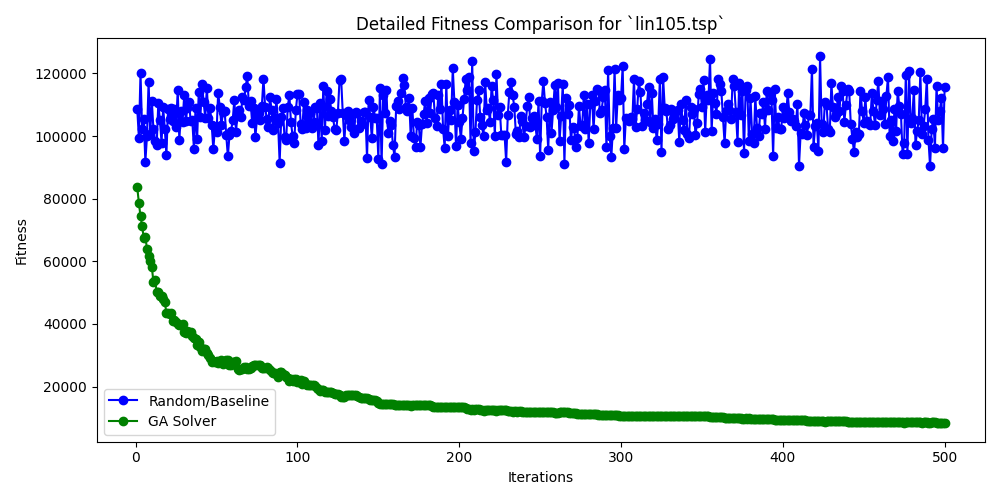 Detailed Fitness Comparison for `lin105.tsp`
Fitness
120000
100000
80000
60000
40000
20000
Random/Baseline
GA Solver
0
100
200
300
400
500
Iterations